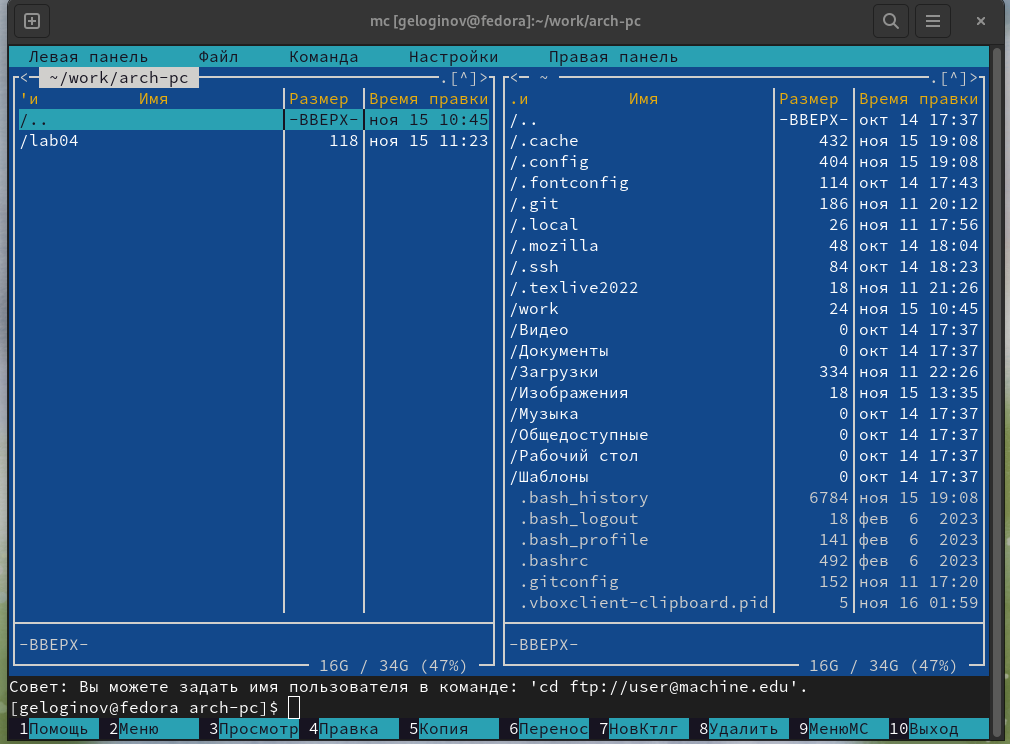 mc [geloginov@fedora]:~/work/arch-pc
Левая панель Файл Команда Настройки Правая панель
<─ ~/work/arch-pc .[^]> <─ ~ .[^]>
'и Имя Размер Время правки .и Имя Размер Время правки
/.. -ВВЕРХ- ноя 15 10:45 /.. -ВВЕРХ- окт 14 17:37
/lab04 118 ноя 15 11:23 /.cache 432 ноя 15 19:08
/.config 404 ноя 15 19:08
/.fontconfig 114 окт 14 17:43
/.git 186 ноя 11 20:12
/.local 26 ноя 11 17:56
/.mozilla 48 окт 14 18:04
/.ssh 84 окт 14 18:23
/.texlive2022 18 ноя 11 21:26
/work 24 ноя 15 10:45
/Видео 0 окт 14 17:37
/Документы 0 окт 14 17:37
/Загрузки 334 ноя 11 22:26
/Изображения 18 ноя 15 13:35
/Музыка 0 окт 14 17:37
/Общедоступные 0 окт 14 17:37
/Рабочий стол 0 окт 14 17:37
/Шаблоны 0 окт 14 17:37
.bash_history 6784 ноя 15 19:08
.bash_logout 18 фев 6 2023
.bash_profile 141 фев 6 2023
.bashrc 492 фев 6 2023
.gitconfig 152 ноя 11 17:20
.vboxclient-clipboard.pid 5 ноя 16 01:59
-ВВЕРХ- -ВВЕРХ-
16G / 34G (47%) 16G / 34G (47%)
Совет: Вы можете задать имя пользователя в команде: 'cd ftp://user@machine.edu'.
[geloginov@fedora arch-pc]$
1Помощь 2Меню 3Просмотр 4Правка 5Копия 6Перенос 7НовКтлг 8Удалить 9МенюMC 10Выход